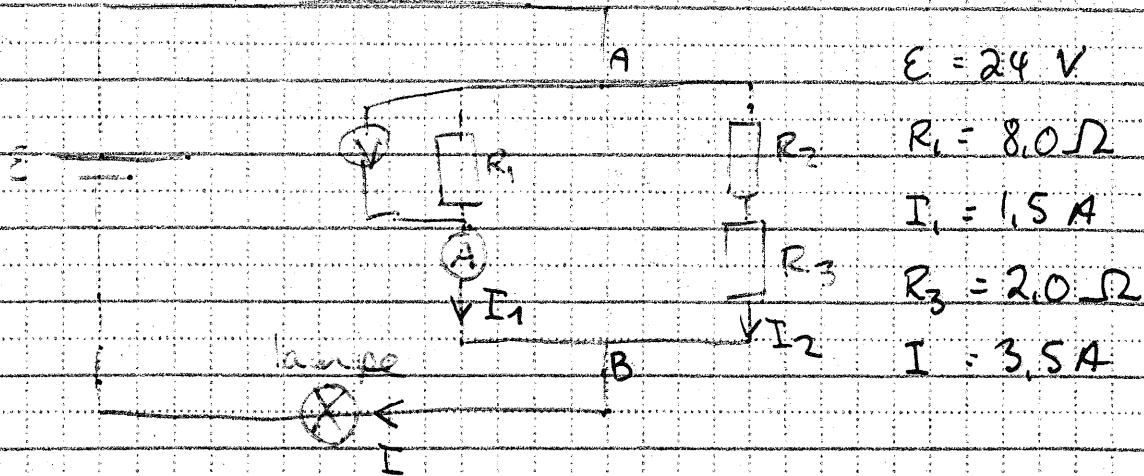 A
ε = 24 V
V
R₁
R₂
R₁ = 8,0 Ω
I₁ = 1,5 A
A
R₃
R₃ = 2,0 Ω
I₁
I₂
lampe
B
I = 3,5 A
I